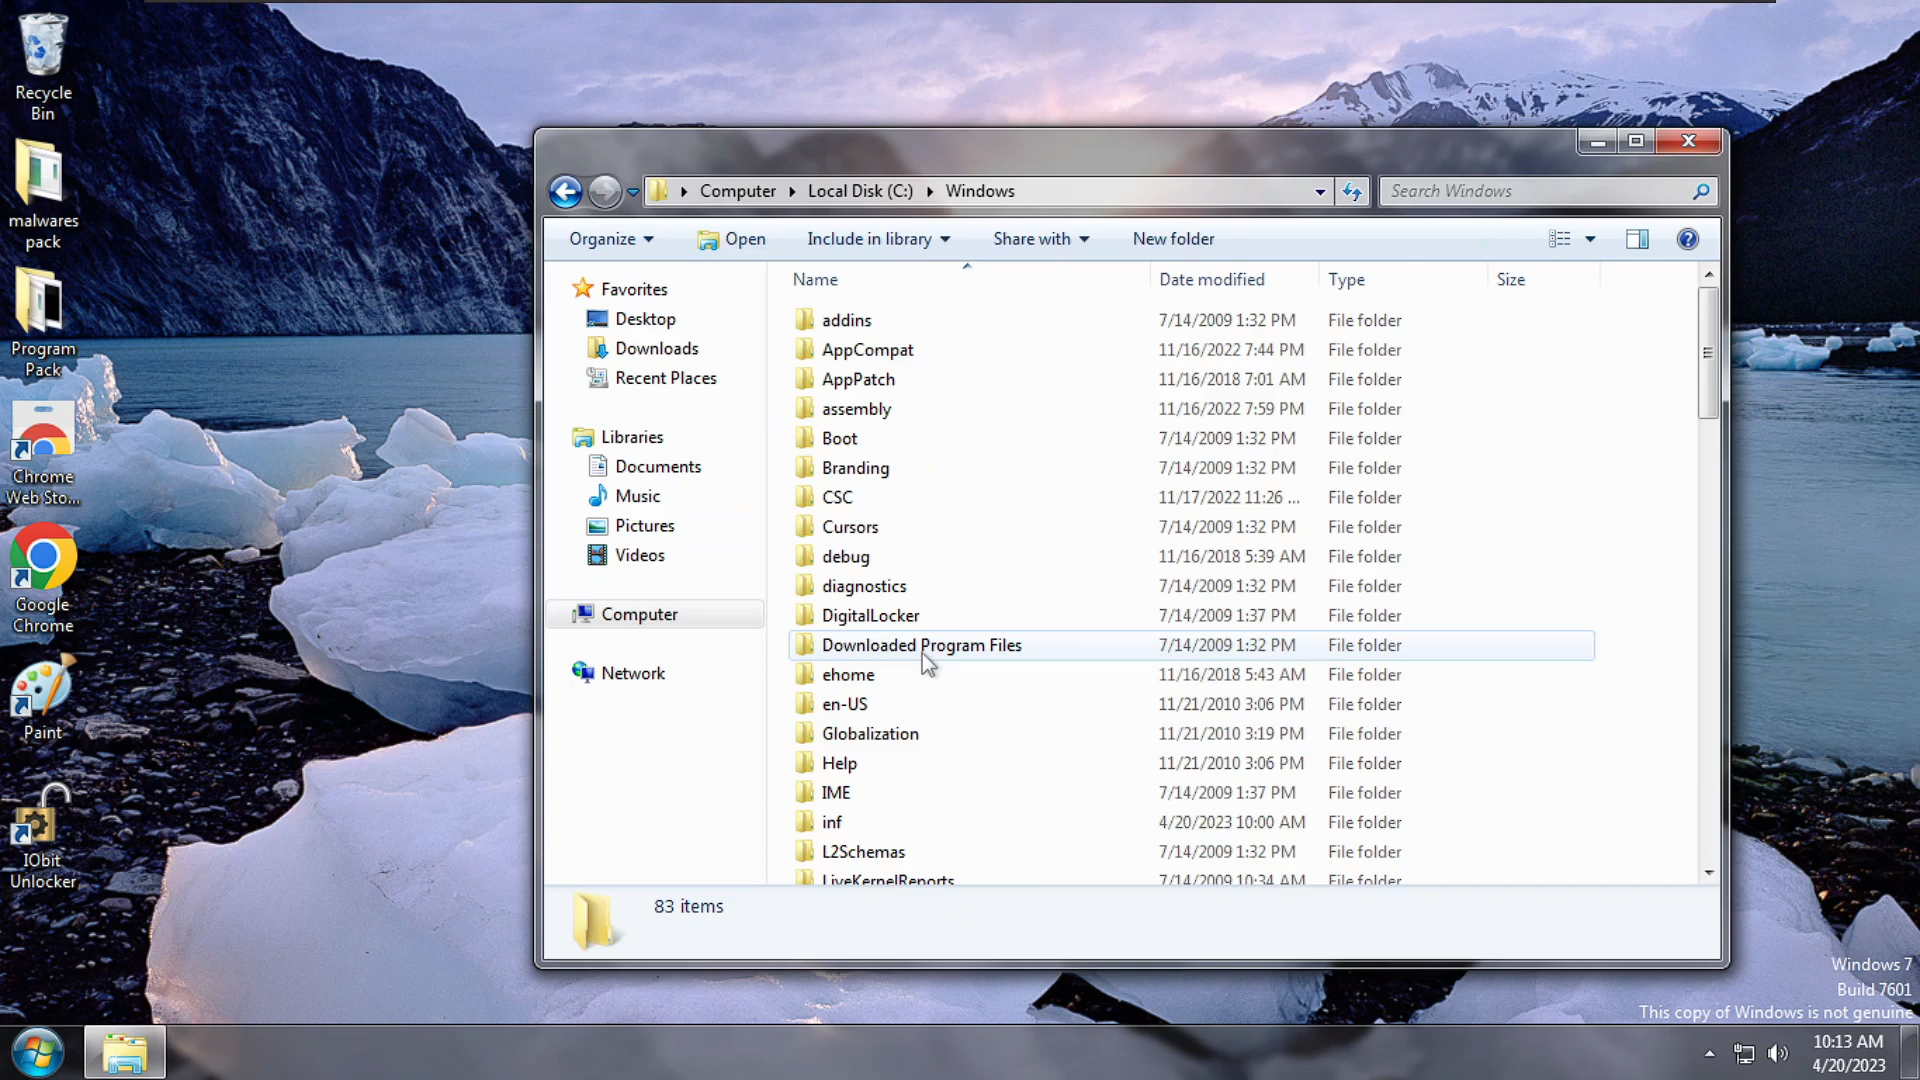 Recycle
Bin
malwares
pack
Program
Pack
Chrome
Web Sto...
Google
Chrome
Paint
IObit
Unlocker
Computer Local Disk (C:) Windows
Search Windows
Organize Open Include in library Share with New folder
Favorites
Desktop
Downloads
Recent Places
Libraries
Documents
Music
Pictures
Videos
Computer
Network
Name Date modified Type Size
addins 7/14/2009 1:32 PM File folder
AppCompat 11/16/2022 7:44 PM File folder
AppPatch 11/16/2018 7:01 AM File folder
assembly 11/16/2022 7:59 PM File folder
Boot 7/14/2009 1:32 PM File folder
Branding 7/14/2009 1:32 PM File folder
CSC 11/17/2022 11:26 ... File folder
Cursors 7/14/2009 1:32 PM File folder
debug 11/16/2018 5:39 AM File folder
diagnostics 7/14/2009 1:32 PM File folder
DigitalLocker 7/14/2009 1:37 PM File folder
Downloaded Program Files 7/14/2009 1:32 PM File folder
ehome 11/16/2018 5:43 AM File folder
en-US 11/21/2010 3:06 PM File folder
Globalization 11/21/2010 3:19 PM File folder
Help 11/21/2010 3:06 PM File folder
IME 7/14/2009 1:37 PM File folder
inf 4/20/2023 10:00 AM File folder
L2Schemas 7/14/2009 1:32 PM File folder
LiveKernelReports 7/14/2009 10:34 AM File folder
83 items
Windows 7
Build 7601
This copy of Windows is not genuine
10:13 AM
4/20/2023